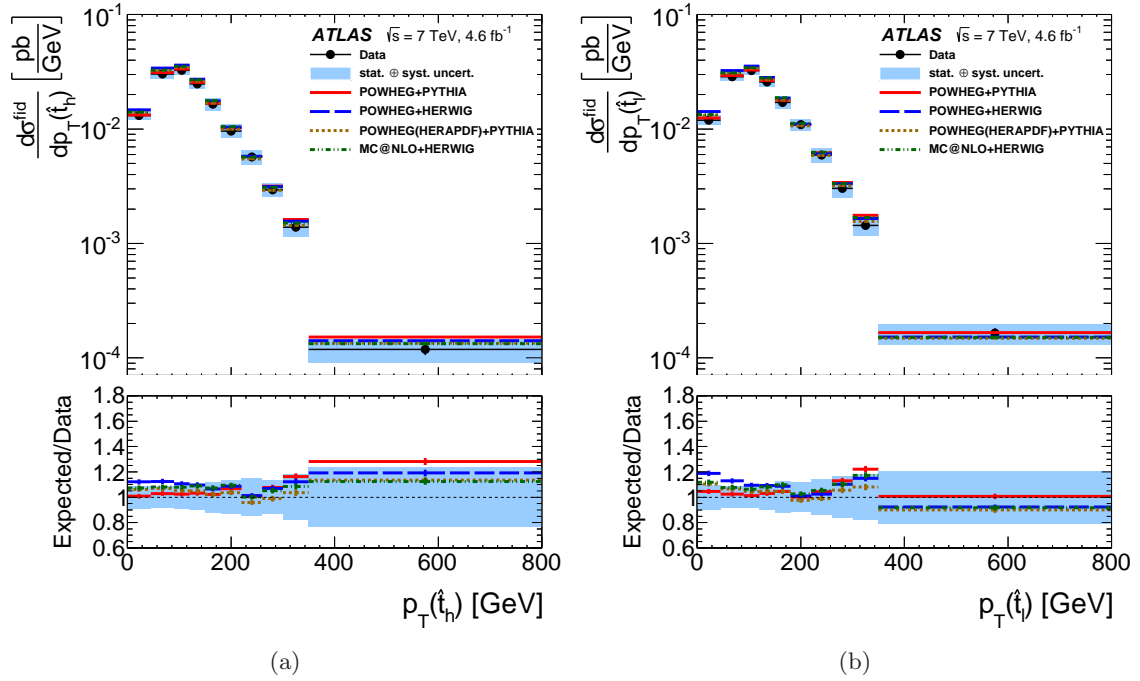 ATLAS √s = 7 TeV, 4.6 fb⁻¹
Data
stat. ⊕ syst. uncert.
POWHEG+PYTHIA
POWHEG+HERWIG
POWHEG(HERAPDF)+PYTHIA
MC@NLO+HERWIG
dσ^fid / dp_T(t̂_h) [pb / GeV]
10⁻¹
10⁻²
10⁻³
10⁻⁴
Expected/Data
1.8
1.6
1.4
1.2
1
0.8
0.6
0 200 400 600 800
p_T(t̂_h) [GeV]
(a)
ATLAS √s = 7 TeV, 4.6 fb⁻¹
Data
stat. ⊕ syst. uncert.
POWHEG+PYTHIA
POWHEG+HERWIG
POWHEG(HERAPDF)+PYTHIA
MC@NLO+HERWIG
dσ^fid / dp_T(t̂_l) [pb / GeV]
10⁻¹
10⁻²
10⁻³
10⁻⁴
Expected/Data
1.8
1.6
1.4
1.2
1
0.8
0.6
0 200 400 600 800
p_T(t̂_l) [GeV]
(b)